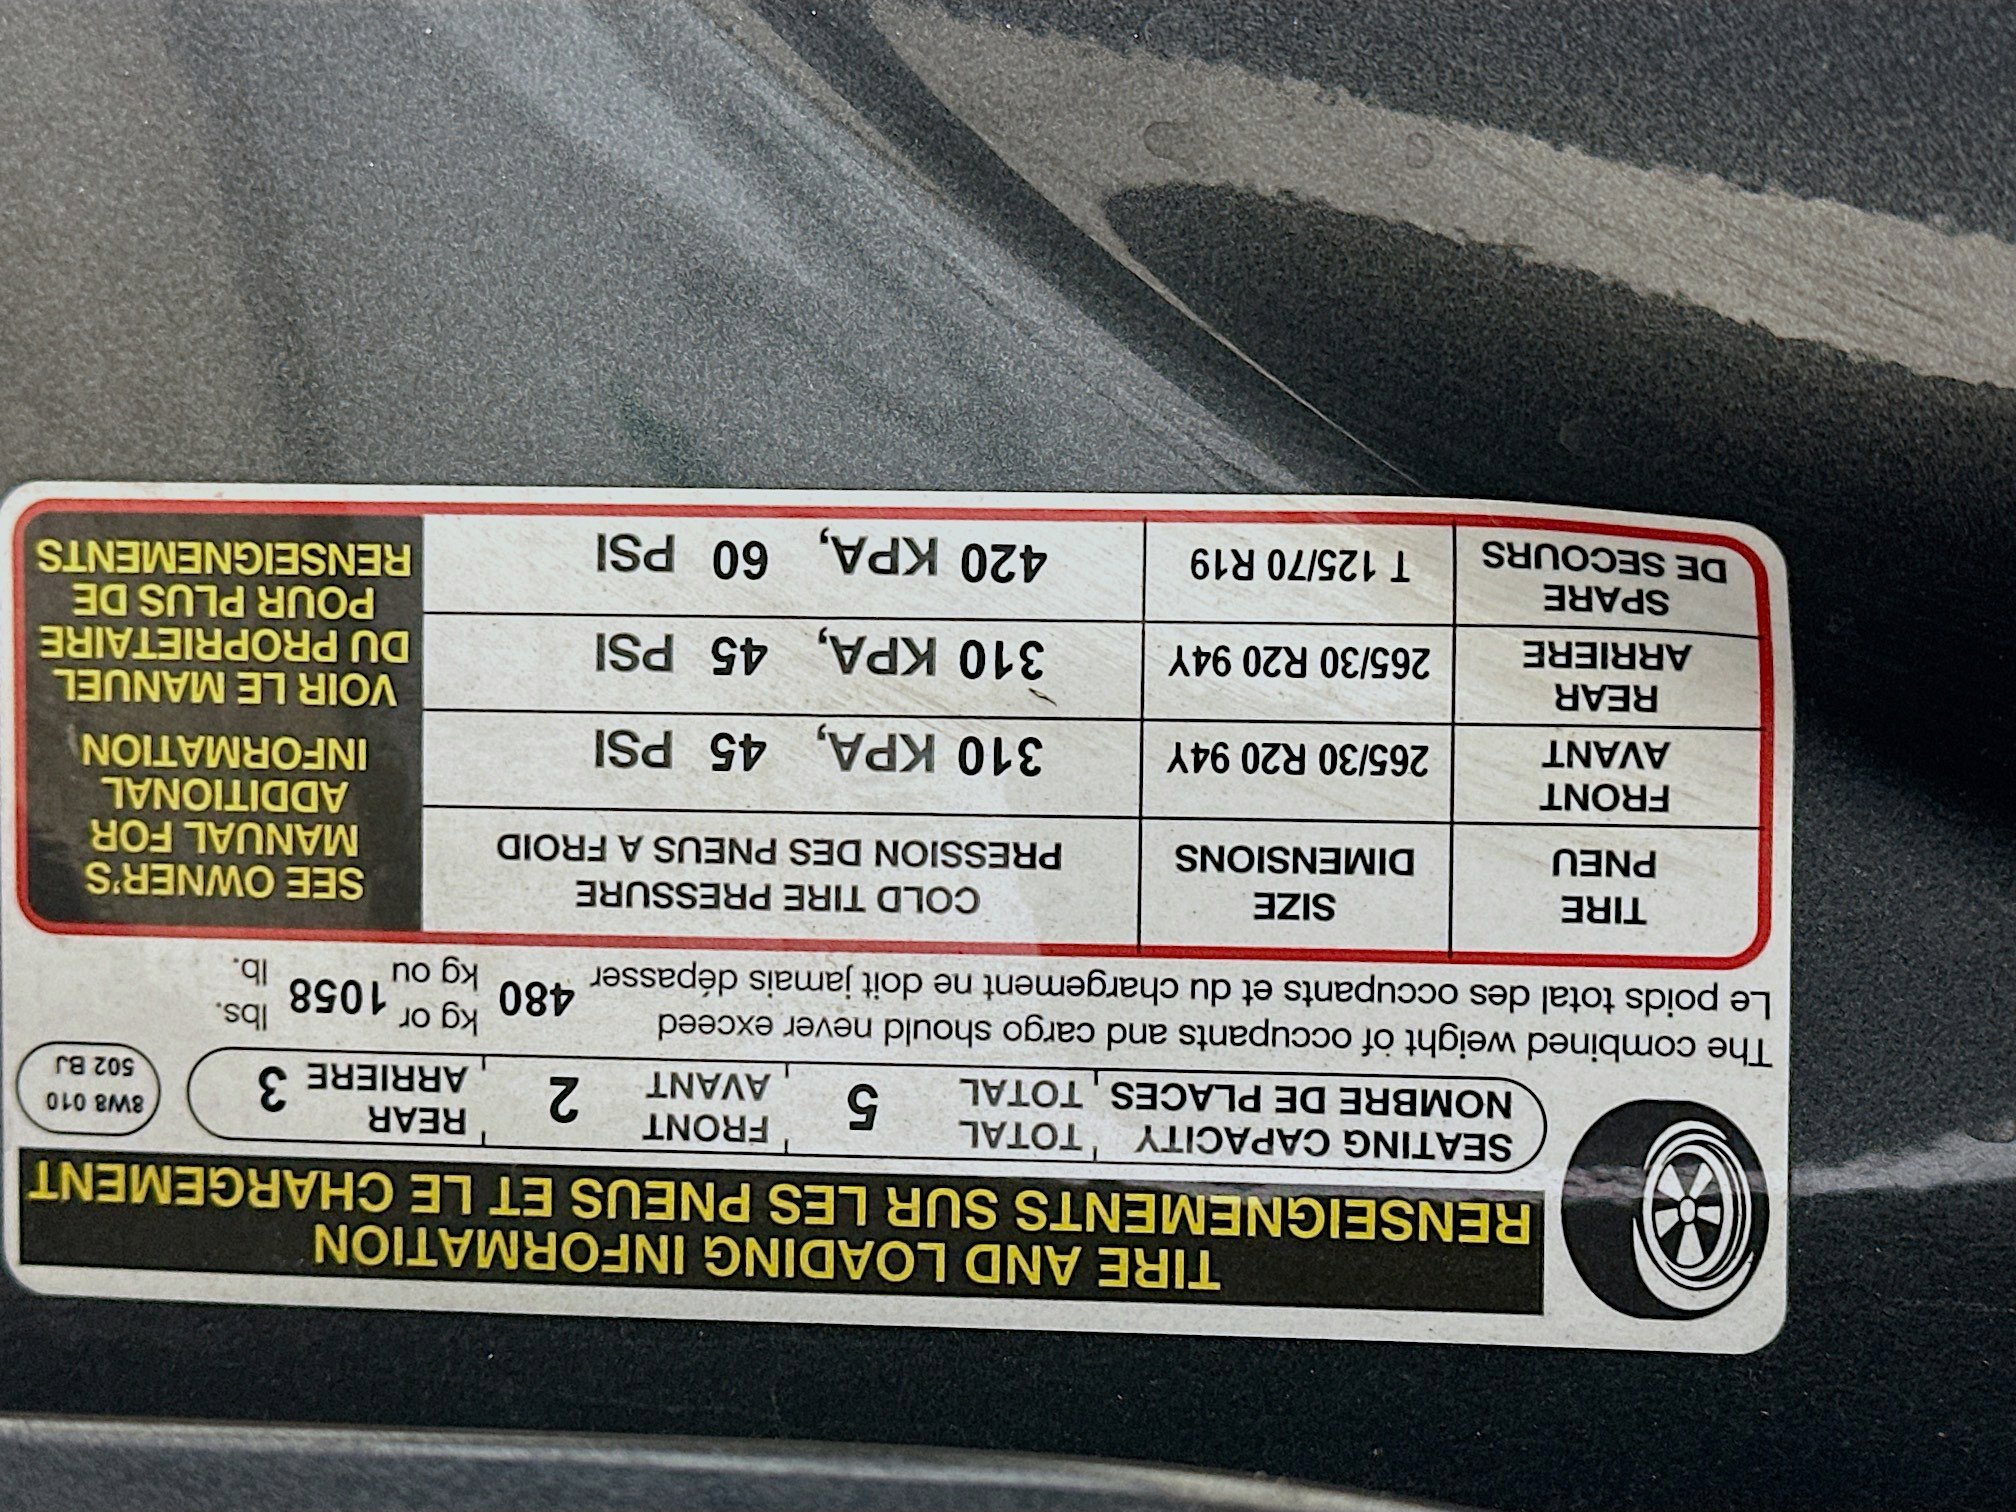 TIRE AND LOADING INFORMATION
RENSEIGNEMENTS SUR LES PNEUS ET LE CHARGEMENT
SEATING CAPACITY TOTAL FRONT REAR
NOMBRE DE PLACES TOTAL 5 AVANT 2 ARRIERE 3
8W8 010
502 BJ
The combined weight of occupants and cargo should never exceed kg or lbs.
Le poids total des occupants et du chargement ne doit jamais dépasser 480 kg ou 1058 lb.
TIRE SIZE COLD TIRE PRESSURE
PNEU DIMENSIONS PRESSION DES PNEUS A FROID
FRONT
AVANT 265/30 R20 94Y 310 KPA, 45 PSI
REAR
ARRIERE 265/30 R20 94Y 310 KPA, 45 PSI
SPARE
DE SECOURS T 125/70 R19 420 KPA, 60 PSI
SEE OWNER'S
MANUAL FOR
ADDITIONAL
INFORMATION
VOIR LE MANUEL
DU PROPRIETAIRE
POUR PLUS DE
RENSEIGNEMENTS